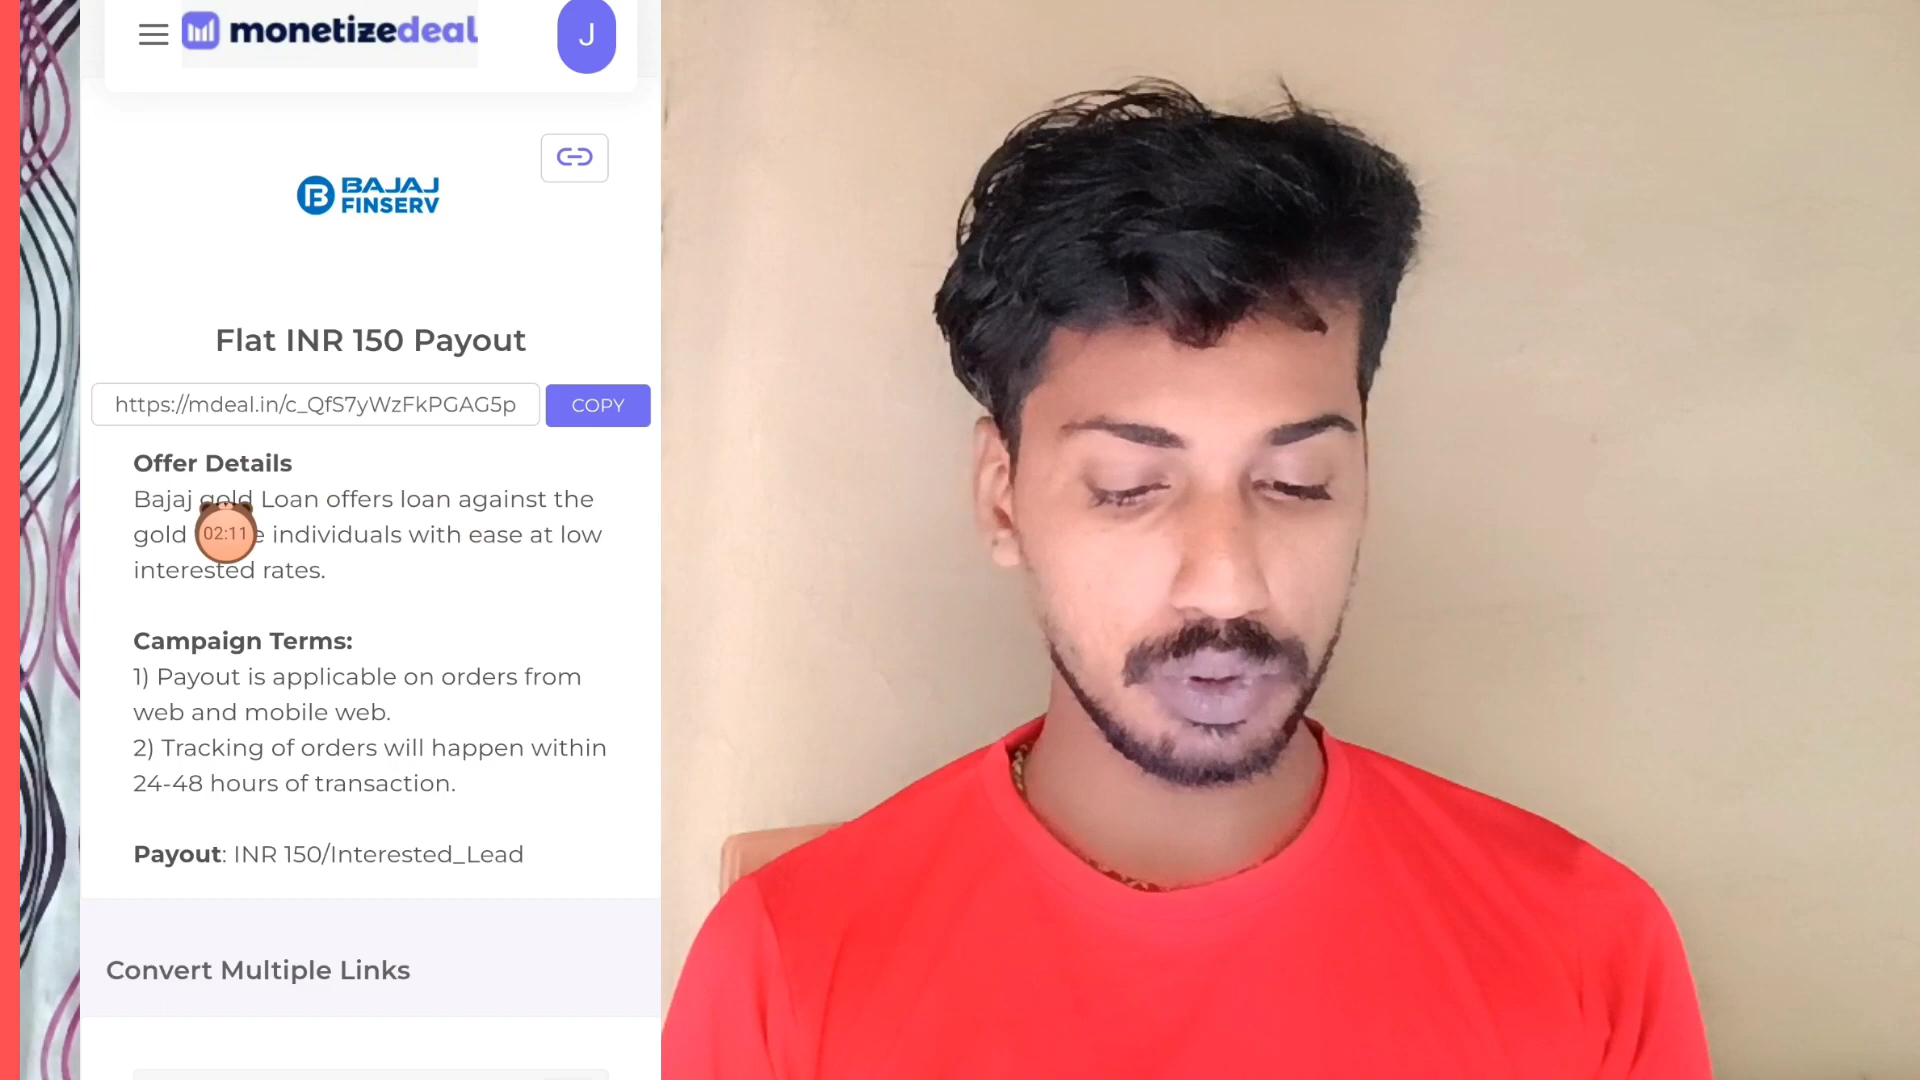 monetizedeal
J
BAJAJ
FINSERV
Flat INR 150 Payout
https://mdeal.in/c_QfS7yWzFkPGAG5p
COPY
Offer Details
Bajaj gold Loan offers loan against the
gold individuals with ease at low
02:11
interested rates.
Campaign Terms:
1) Payout is applicable on orders from
web and mobile web.
2) Tracking of orders will happen within
24-48 hours of transaction.
Payout: INR 150/Interested_Lead
Convert Multiple Links